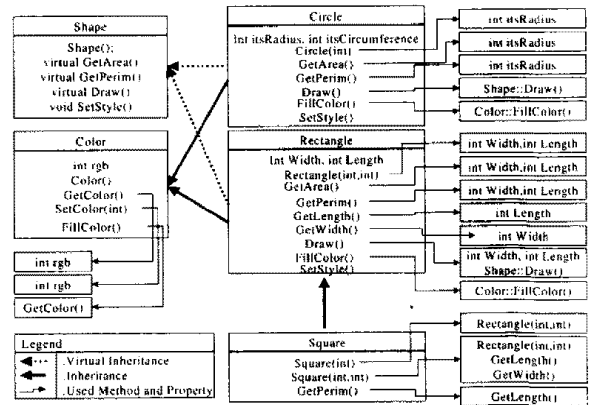 Shape
Shape();
virtual GetArea()
virtual GetPerim()
virtual Draw()
void SetStyle()
Color
int rgb
Color()
GetColor()
SetColor(int)
FillColor()
int rgb
int rgb
GetColor()
Legend
.Virtual Inheritance
.Inheritance
.Used Method and Property
Circle
Int itsRadius, int itsCircumference
Circle(int)
GetArea()
GetPerim()
Draw()
FillColor()
SetStyle()
Rectangle
Int Width, int Length
Rectangle(int,int)
GetArea()
GetPerim()
GetLength()
GetWidth()
Draw()
FillColor()
SetStyle()
Square
Square(int)
Square(int,int)
GetPerim()
int itsRadius
int itsRadius
int itsRadius
Shape::Draw()
Color::FillColor()
int Width,int Length
int Width,int Length
int Width,int Length
int Length
int Width
int Width, int Length
Shape::Draw()
Color::FillColor()
Rectangle(int,int)
Rectangle(int,int)
GetLength()
GetWidth()
GetLength()